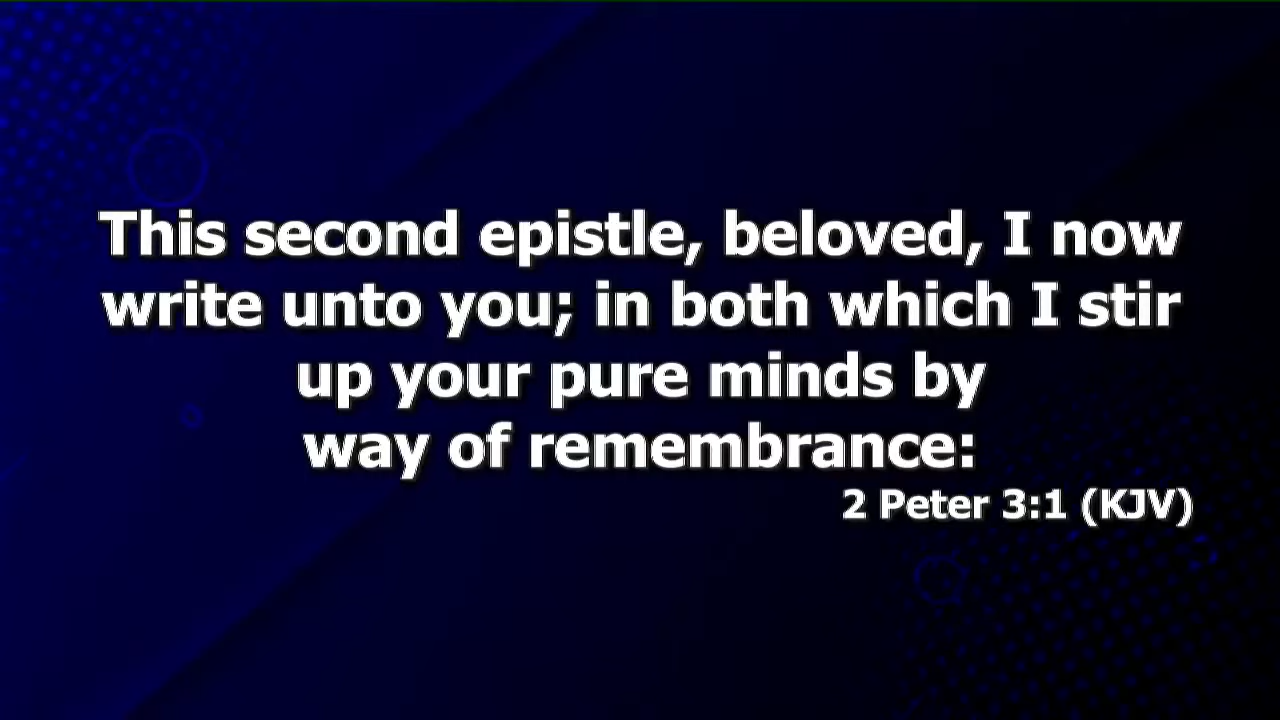 This second epistle, beloved, I now
write unto you; in both which I stir
up your pure minds by
way of remembrance:
2 Peter 3:1 (KJV)